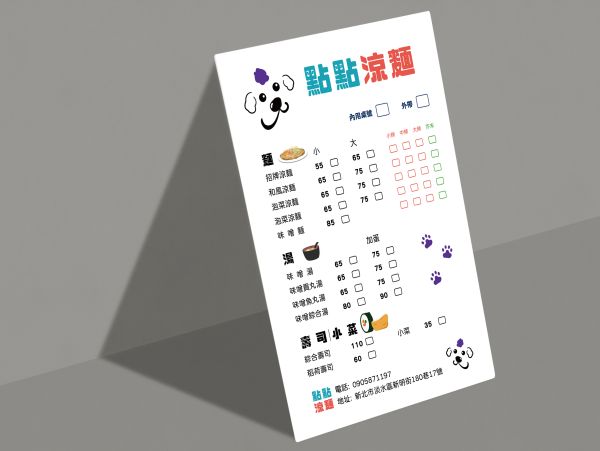 點點涼麵
內用桌號 外帶
小辣 中辣 大辣 芥末
麵 小 大
招牌涼麵 55 65
和風涼麵 65 75
泡菜涼麵 65 75
泡菜涼麵 65 75
味噌麵 85
湯 加蛋
味噌湯 65 75
味噌貢丸湯 65 75
味噌魚丸湯 65 75
味噌綜合湯 80 90
壽司|小菜
綜合壽司 110 小菜 35
稻荷壽司 60
點點
涼麵
電話: 0905871197
地址: 新北市淡水區新明街180巷17號